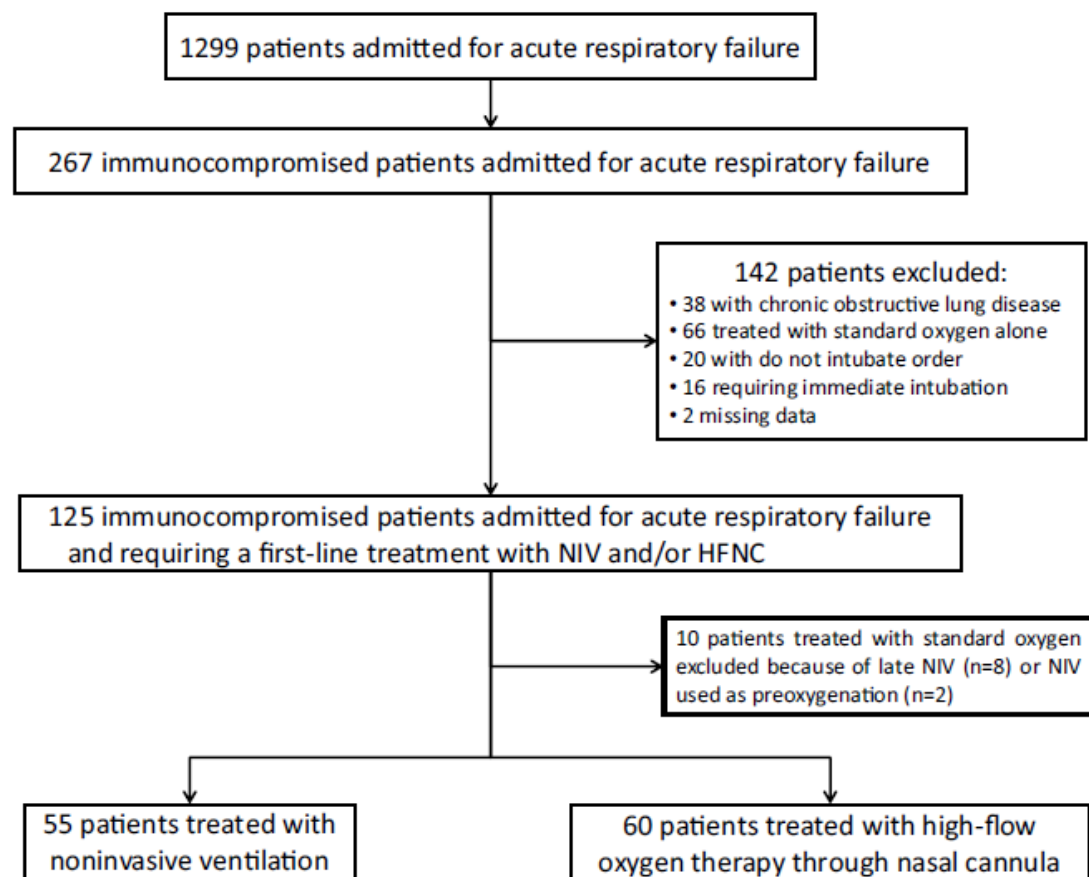 1299 patients admitted for acute respiratory failure
267 immunocompromised patients admitted for acute respiratory failure
142 patients excluded:
• 38 with chronic obstructive lung disease
• 66 treated with standard oxygen alone
• 20 with do not intubate order
• 16 requiring immediate intubation
• 2 missing data
125 immunocompromised patients admitted for acute respiratory failure
and requiring a first-line treatment with NIV and/or HFNC
10 patients treated with standard oxygen
excluded because of late NIV (n=8) or NIV
used as preoxygenation (n=2)
55 patients treated with
noninvasive ventilation
60 patients treated with high-flow
oxygen therapy through nasal cannula